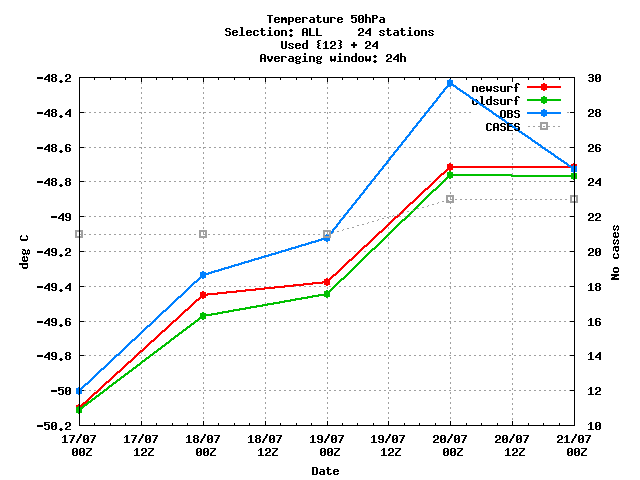 Temperature 50hPa
Selection: ALL 24 stations
Used {12} + 24
Averaging window: 24h
-48.2 30
newsurf
oldsurf
-48.4 28
OBS
CASES
-48.6 26
-48.8 24
-49 22
deg C
No cases
-49.2 20
-49.4 18
-49.6 16
-49.8 14
-50 12
-50.2 10
17/07 17/07 18/07 18/07 19/07 19/07 20/07 20/07 21/07
00Z 12Z 00Z 12Z 00Z 12Z 00Z 12Z 00Z
Date